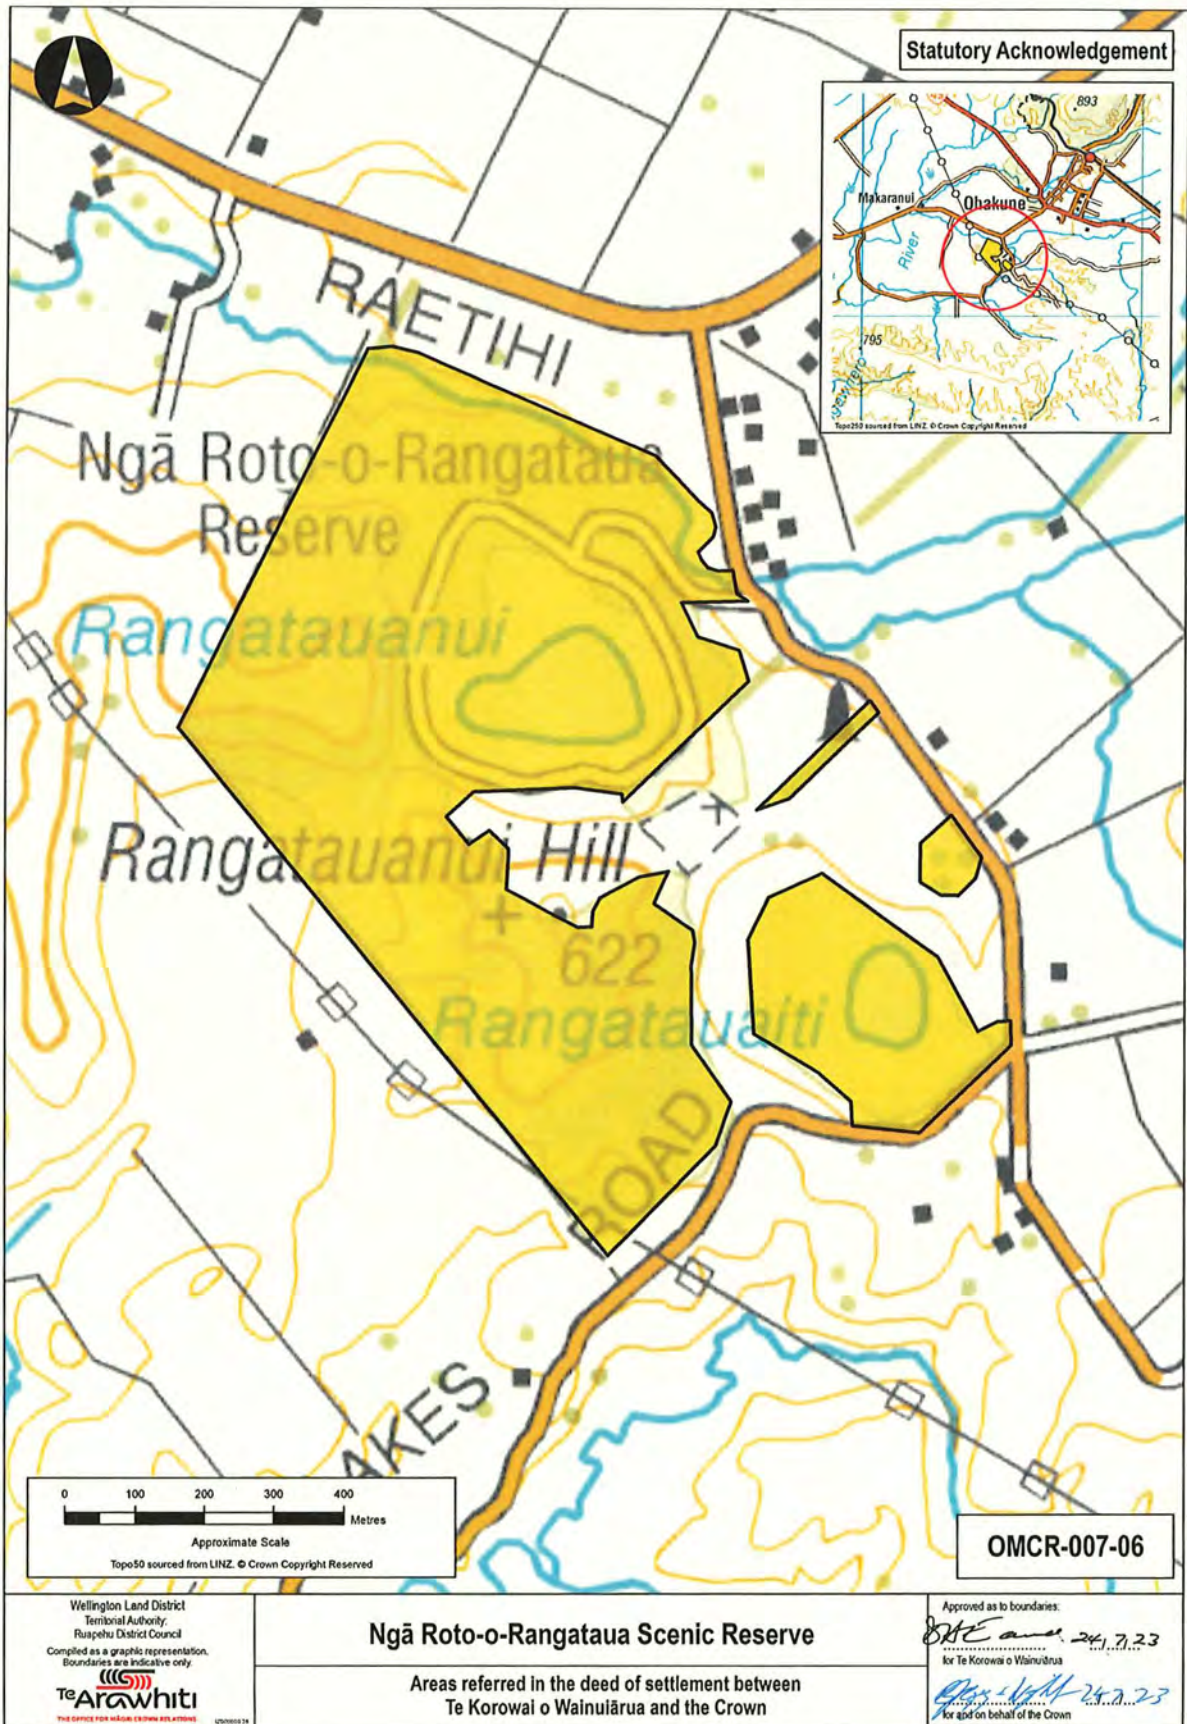 Statutory Acknowledgement
893
Makaranui
Ohakune
River
795
Topo250 sourced from LINZ. © Crown Copyright Reserved
RAETIHI
Ngā Roto-o-Rangataua
Reserve
Rangatauanui
Rangatauanui Hill
622
Rangatauaiti
ROAD
AKES
0 100 200 300 400
Metres
Approximate Scale
Topo50 sourced from LINZ. © Crown Copyright Reserved
OMCR-007-06
Wellington Land District
Territorial Authority:
Ruapehu District Council
Compiled as a graphic representation.
Boundaries are indicative only.
Te Arawhiti
THE OFFICE FOR MĀORI CROWN RELATIONS
Ngā Roto-o-Rangataua Scenic Reserve
Areas referred in the deed of settlement between
Te Korowai o Wainuiārua and the Crown
Approved as to boundaries:
24, 7, 23
for Te Korowai o Wainuiārua
24.7.23
for and on behalf of the Crown